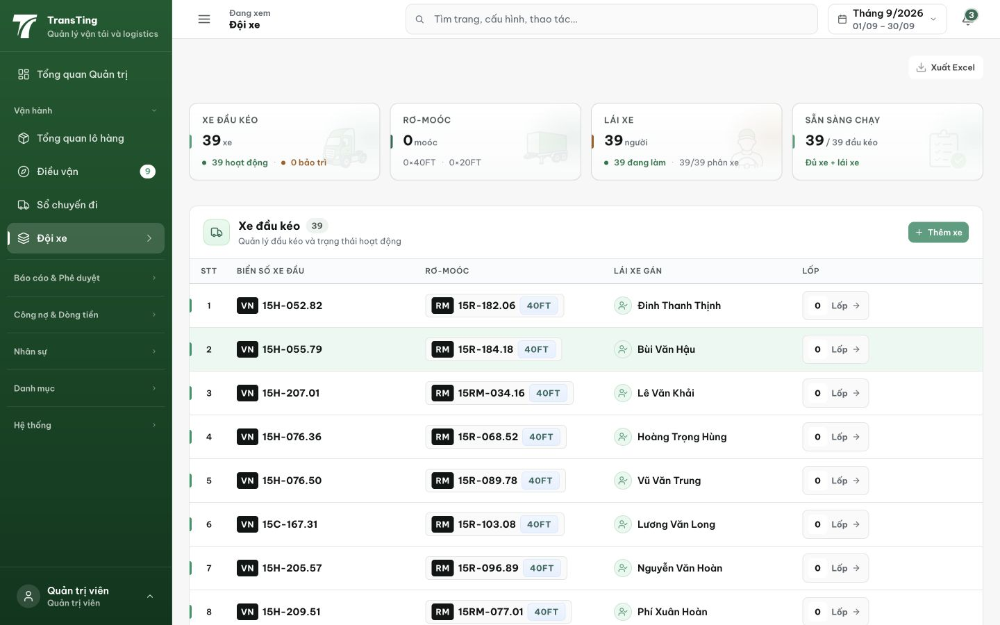 TransTing
Quản lý vận tải và logistics
Tổng quan Quản trị
Vận hành
Tổng quan lô hàng
Điều vận 9
Sổ chuyến đi
Đội xe
Báo cáo & Phê duyệt
Công nợ & Dòng tiền
Nhân sự
Danh mục
Hệ thống
Quản trị viên
Quản trị viên
Đang xem
Đội xe
Tìm trang, cấu hình, thao tác...
Tháng 9/2026
01/09 – 30/09
3
Xuất Excel
XE ĐẦU KÉO
39 xe
39 hoạt động · 0 bảo trì
RƠ-MOÓC
0 moóc
0×40FT · 0×20FT
LÁI XE
39 người
39 đang làm · 39/39 phân xe
SẴN SÀNG CHẠY
39 / 39 đầu kéo
Đủ xe + lái xe
Xe đầu kéo 39
Quản lý đầu kéo và trạng thái hoạt động
+ Thêm xe
STT BIỂN SỐ XE ĐẦU RƠ-MOÓC LÁI XE GÁN LỐP
1 VN 15H-052.82 RM 15R-182.06 40FT Đinh Thanh Thịnh 0 Lốp →
2 VN 15H-055.79 RM 15R-184.18 40FT Bùi Văn Hậu 0 Lốp →
3 VN 15H-207.01 RM 15RM-034.16 40FT Lê Văn Khải 0 Lốp →
4 VN 15H-076.36 RM 15R-068.52 40FT Hoàng Trọng Hùng 0 Lốp →
5 VN 15H-076.50 RM 15R-089.78 40FT Vũ Văn Trung 0 Lốp →
6 VN 15C-167.31 RM 15R-103.08 40FT Lương Văn Long 0 Lốp →
7 VN 15H-205.57 RM 15R-096.89 40FT Nguyễn Văn Hoàn 0 Lốp →
8 VN 15H-209.51 RM 15RM-077.01 40FT Phí Xuân Hoàn 0 Lốp →